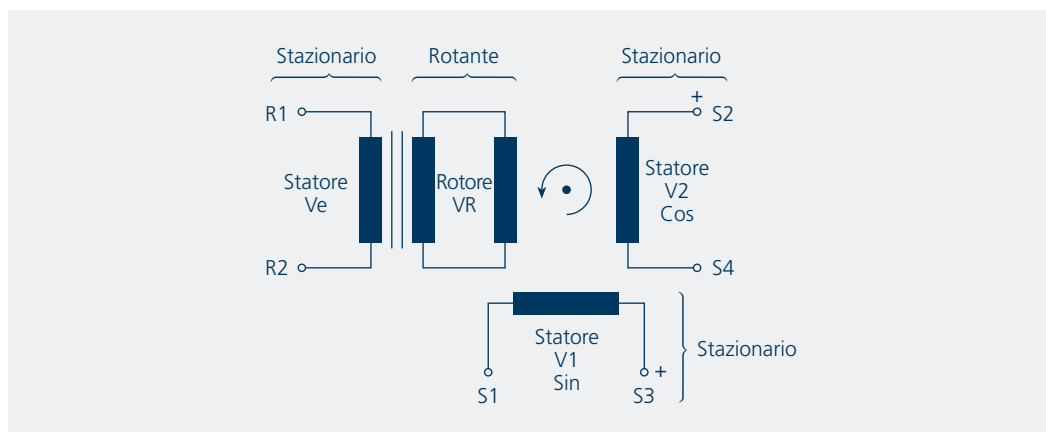 Stazionario
Rotante
Stazionario
R1
+
S2
Statore
Ve
Rotore
VR
Statore
V2
Cos
R2
S4
Statore
V1
Sin
Stazionario
S1
S3
+